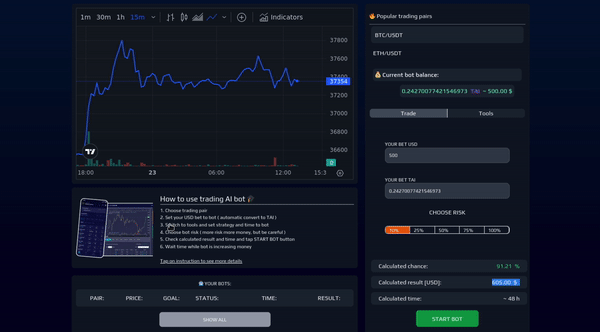 1m 30m 1h 15m Indicators
37800
37600
37400
37354
37200
37000
36800
36600
0
18:00 23 06:00 12:00 15:3
How to use trading AI bot
1. Choose trading pair
2. Set your USD bet to bot ( automatic convert to TAI )
3. Switch to tools and set strategy and time to bot
4. Choose bot risk ( more risk more money, but be careful )
5. Check calculated result and time and tap START BOT button
6. Wait time while bot is increasing money
Tap on instruction to see more details
YOUR BOTS:
PAIR: PRICE: GOAL: STATUS: TIME: RESULT:
SHOW ALL
Popular trading pairs
BTC/USDT
ETH/USDT
Current bot balance:
0.24270077421546973 TAI ~ 500.00 $
Trade Tools
YOUR BET USD
500
YOUR BET TAI
0.24270077421546973
CHOOSE RISK
10% 25% 50% 75% 100%
Calculated chance: 91.21 %
Calculated result [USD]: 605.00 $
Calculated time: ~ 48 h
START BOT